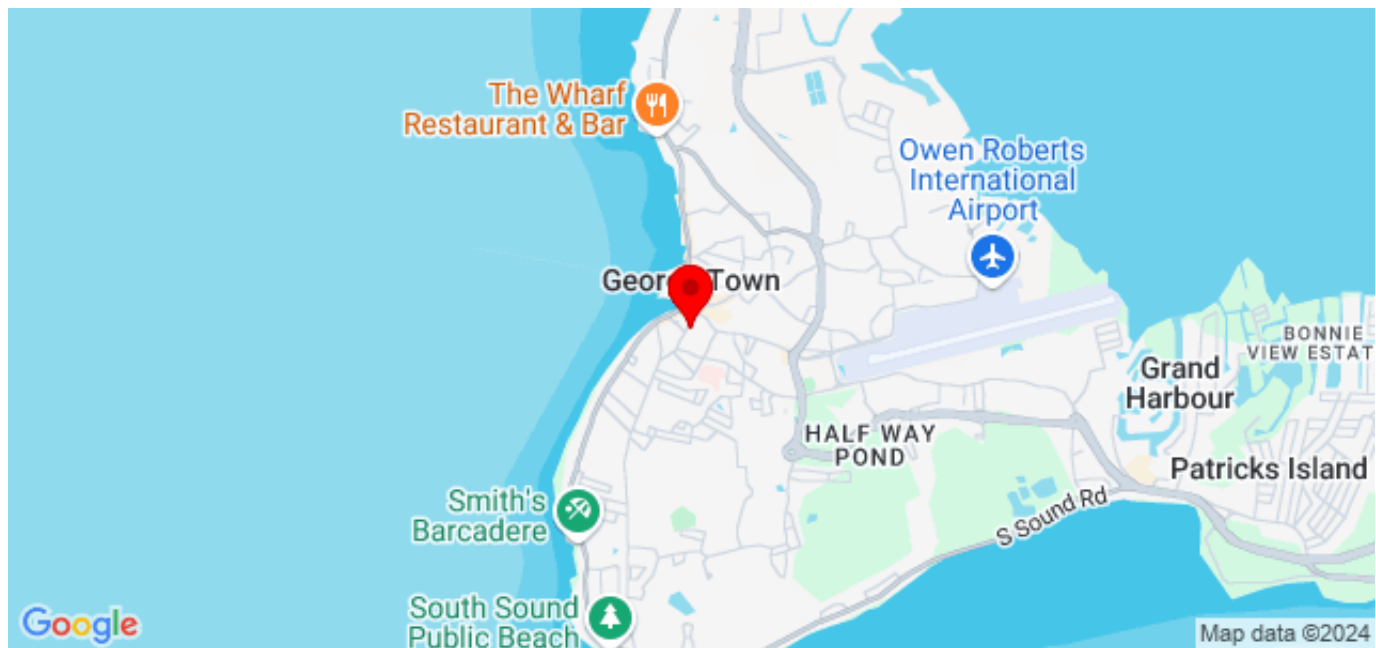 The Wharf
Restaurant & Bar
Owen Roberts
International
Airport
Geor Town
BONNIE
VIEW ESTAT
Grand
Harbour
HALF WAY
POND
Patricks Island
Smith's
Barcadere
S Sound Rd
South Sound
Public Beach
Google
Map data ©2024